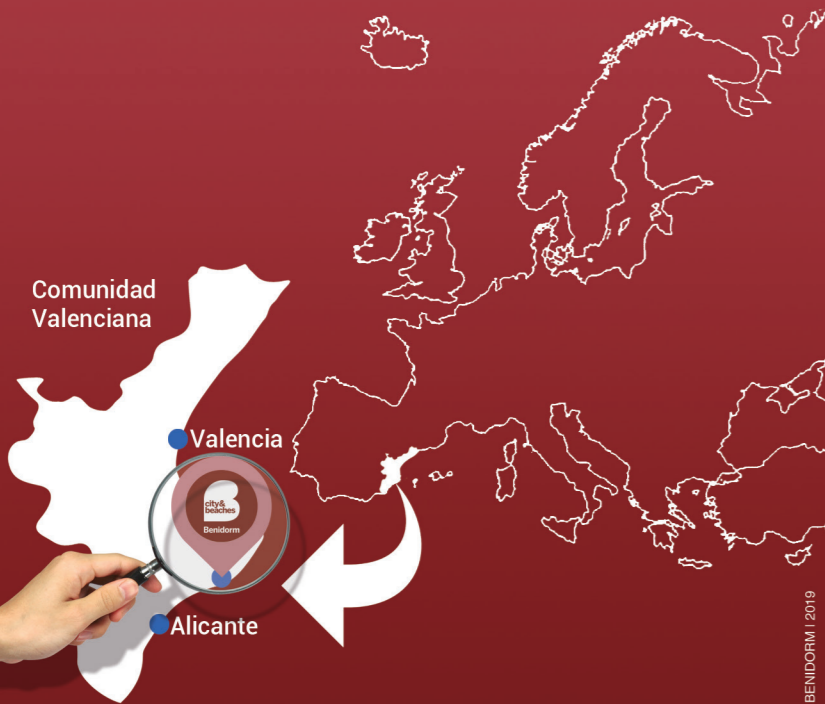 Comunidad
Valenciana
Valencia
city&
beaches
Benidorm
Alicante
BENIDORM | 2019